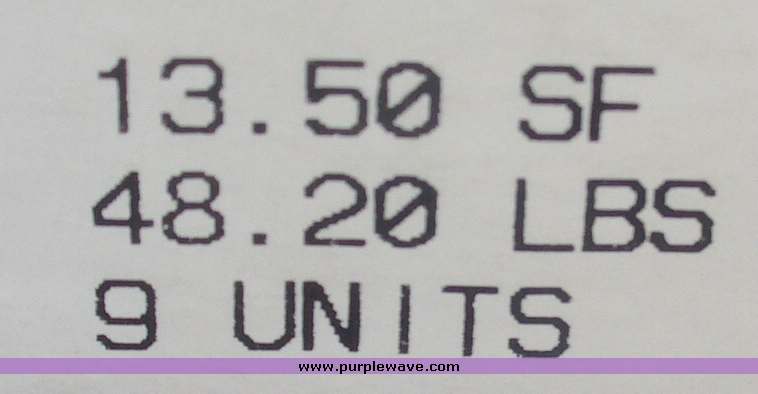 13.50 SF
48.20 LBS
9 UNITS
www.purplewave.com